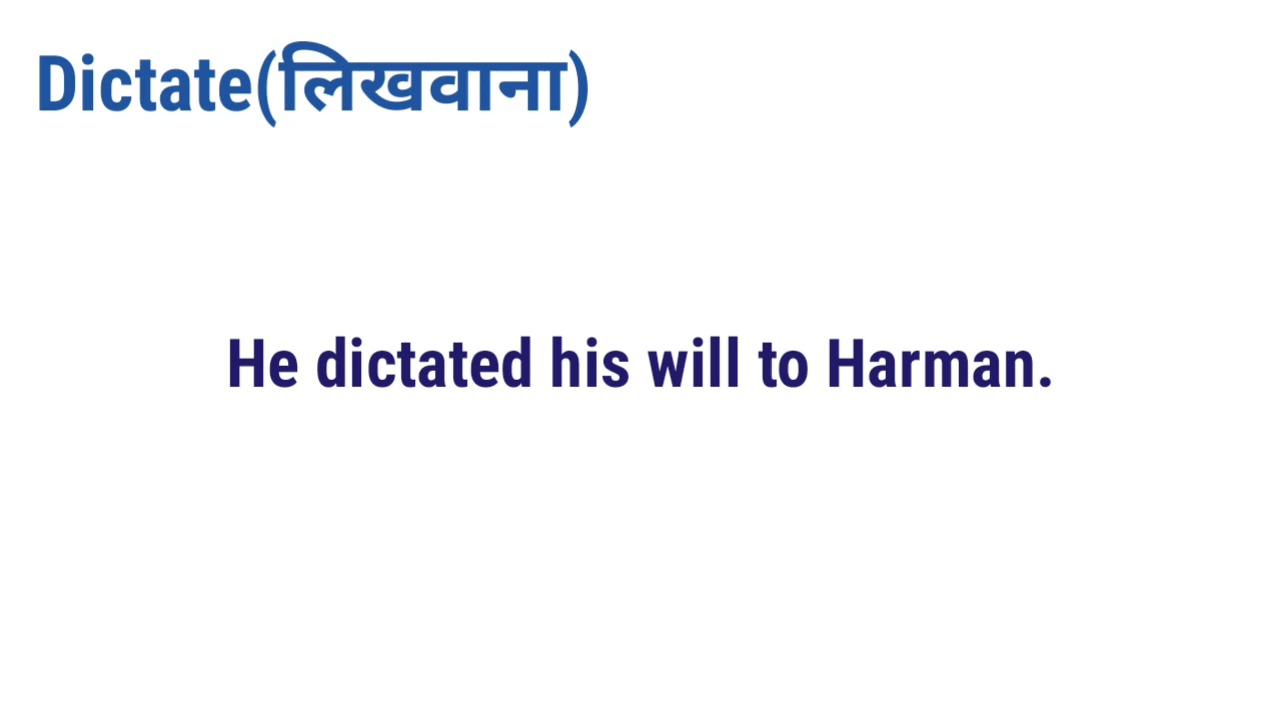 Dictate(लिखवाना)
He dictated his will to Harman.